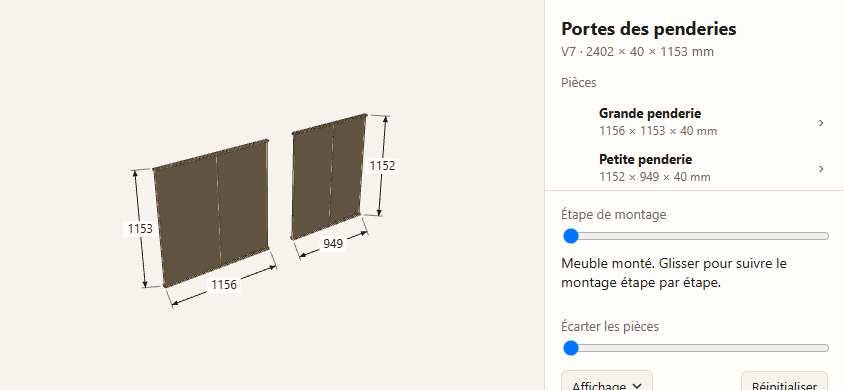 Portes des penderies
V7 · 2402 × 40 × 1153 mm
Pièces
Grande penderie
1156 × 1153 × 40 mm
›
Petite penderie
1152 × 949 × 40 mm
›
Étape de montage
Meuble monté. Glisser pour suivre le
montage étape par étape.
Écarter les pièces
Affichage
Réinitialiser
1152
1153
949
1156